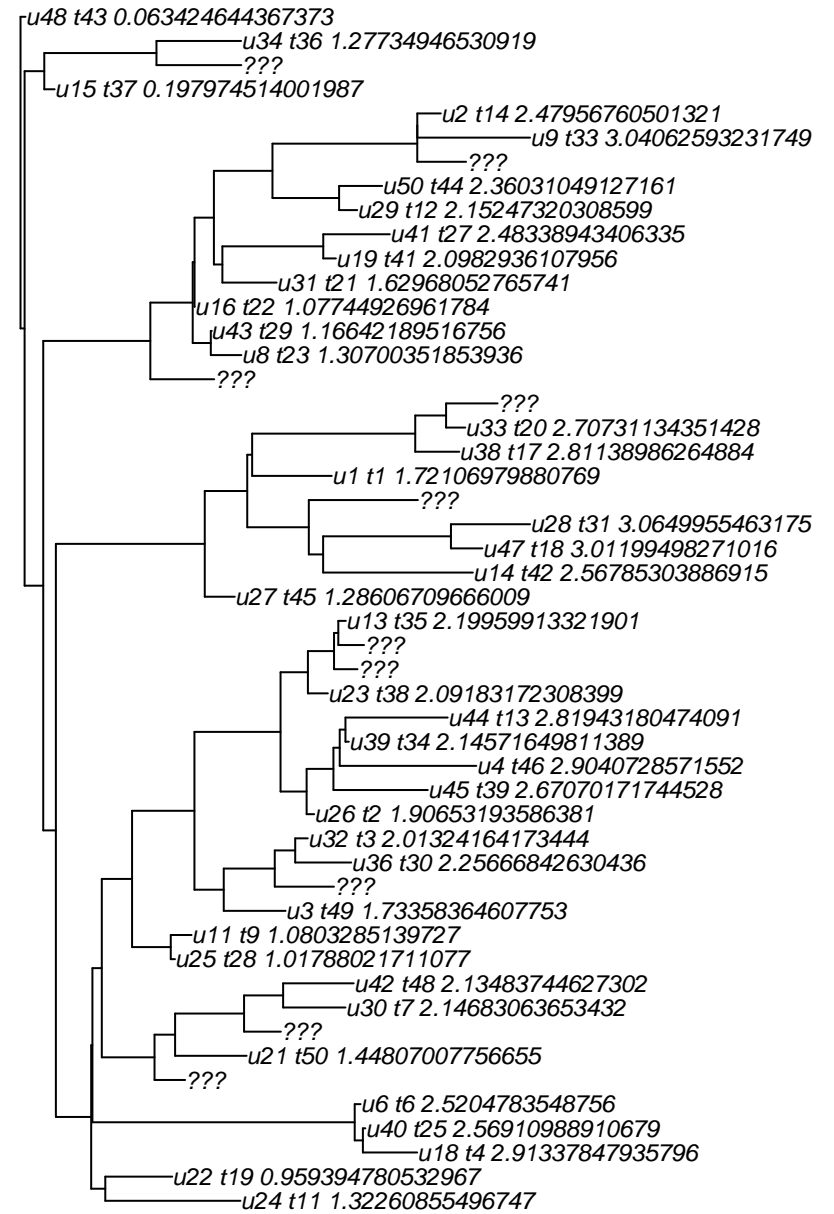 u48 t43 0.063424644367373
u34 t36 1.27734946530919
???
u15 t37 0.197974514001987
u2 t14 2.47956760501321
u9 t33 3.04062593231749
???
u50 t44 2.36031049127161
u29 t12 2.15247320308599
u41 t27 2.48338943406335
u19 t41 2.0982936107956
u31 t21 1.62968052765741
u16 t22 1.07744926961784
u43 t29 1.16642189516756
u8 t23 1.30700351853936
???
???
u33 t20 2.70731134351428
u38 t17 2.81138986264884
u1 t1 1.72106979880769
???
u28 t31 3.0649955463175
u47 t18 3.01199498271016
u14 t42 2.56785303886915
u27 t45 1.28606709666009
u13 t35 2.19959913321901
???
???
u23 t38 2.09183172308399
u44 t13 2.81943180474091
u39 t34 2.14571649811389
u4 t46 2.9040728571552
u45 t39 2.67070171744528
u26 t2 1.90653193586381
u32 t3 2.01324164173444
u36 t30 2.25666842630436
???
u3 t49 1.73358364607753
u11 t9 1.0803285139727
u25 t28 1.01788021711077
u42 t48 2.13483744627302
u30 t7 2.14683063653432
???
u21 t50 1.44807007756655
???
u6 t6 2.5204783548756
u40 t25 2.56910988910679
u18 t4 2.91337847935796
u22 t19 0.959394780532967
u24 t11 1.32260855496747